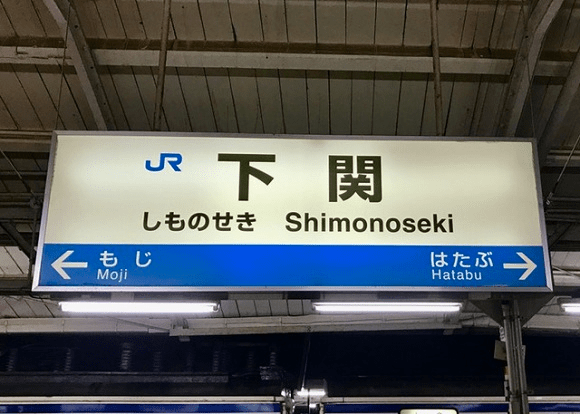 JR 下関
しものせき Shimonoseki
← もじ はたぶ →
Moji Hatabu